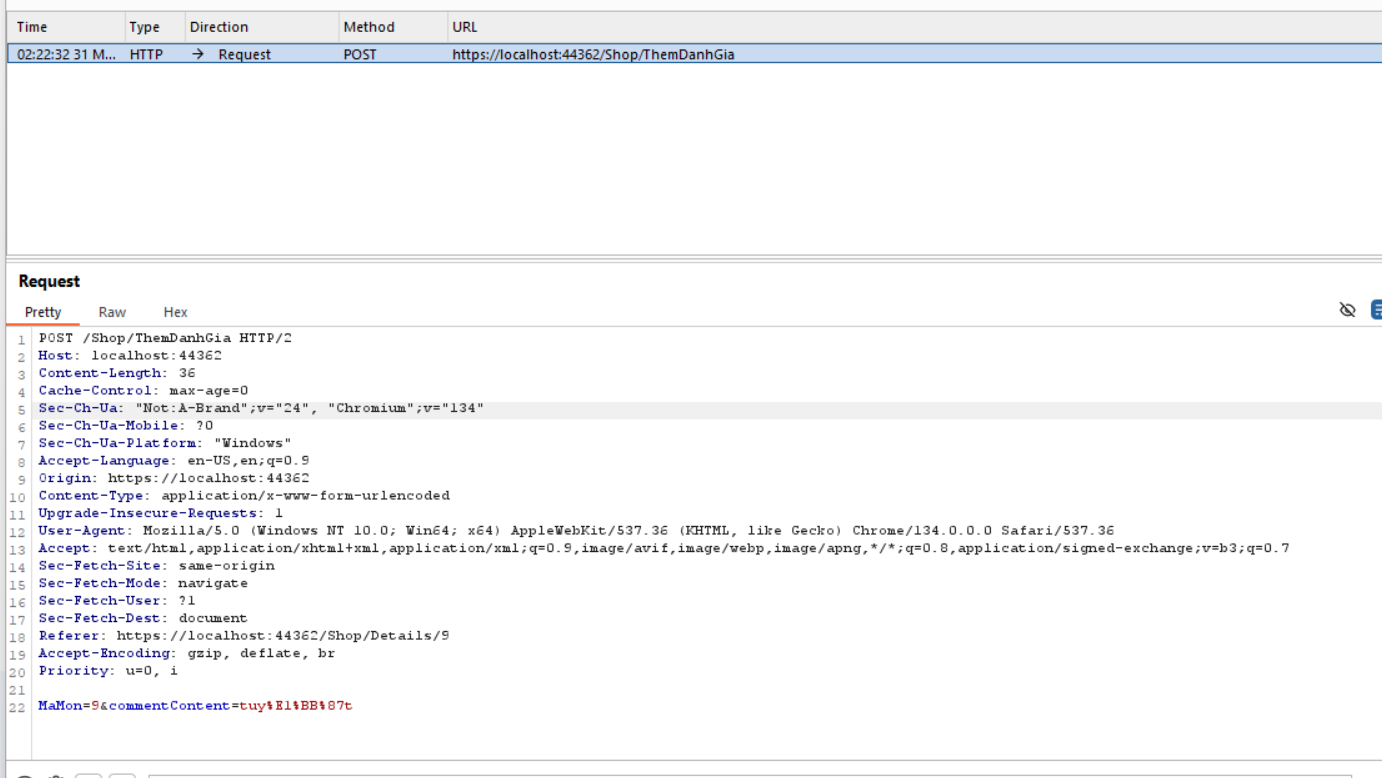 Time Type Direction Method URL
02:22:32 31 M... HTTP → Request POST https://localhost:44362/Shop/ThemDanhGia
Request
Pretty Raw Hex
1 POST /Shop/ThemDanhGia HTTP/2
2 Host: localhost:44362
3 Content-Length: 36
4 Cache-Control: max-age=0
5 Sec-Ch-Ua: "Not:A-Brand";v="24", "Chromium";v="134"
6 Sec-Ch-Ua-Mobile: ?0
7 Sec-Ch-Ua-Platform: "Windows"
8 Accept-Language: en-US,en;q=0.9
9 Origin: https://localhost:44362
10 Content-Type: application/x-www-form-urlencoded
11 Upgrade-Insecure-Requests: 1
12 User-Agent: Mozilla/5.0 (Windows NT 10.0; Win64; x64) AppleWebKit/537.36 (KHTML, like Gecko) Chrome/134.0.0.0 Safari/537.36
13 Accept: text/html,application/xhtml+xml,application/xml;q=0.9,image/avif,image/webp,image/apng,*/*;q=0.8,application/signed-exchange;v=b3;q=0.7
14 Sec-Fetch-Site: same-origin
15 Sec-Fetch-Mode: navigate
16 Sec-Fetch-User: ?1
17 Sec-Fetch-Dest: document
18 Referer: https://localhost:44362/Shop/Details/9
19 Accept-Encoding: gzip, deflate, br
20 Priority: u=0, i
21
22 MaMon=9&commentContent=tuy%E1%BB%87t